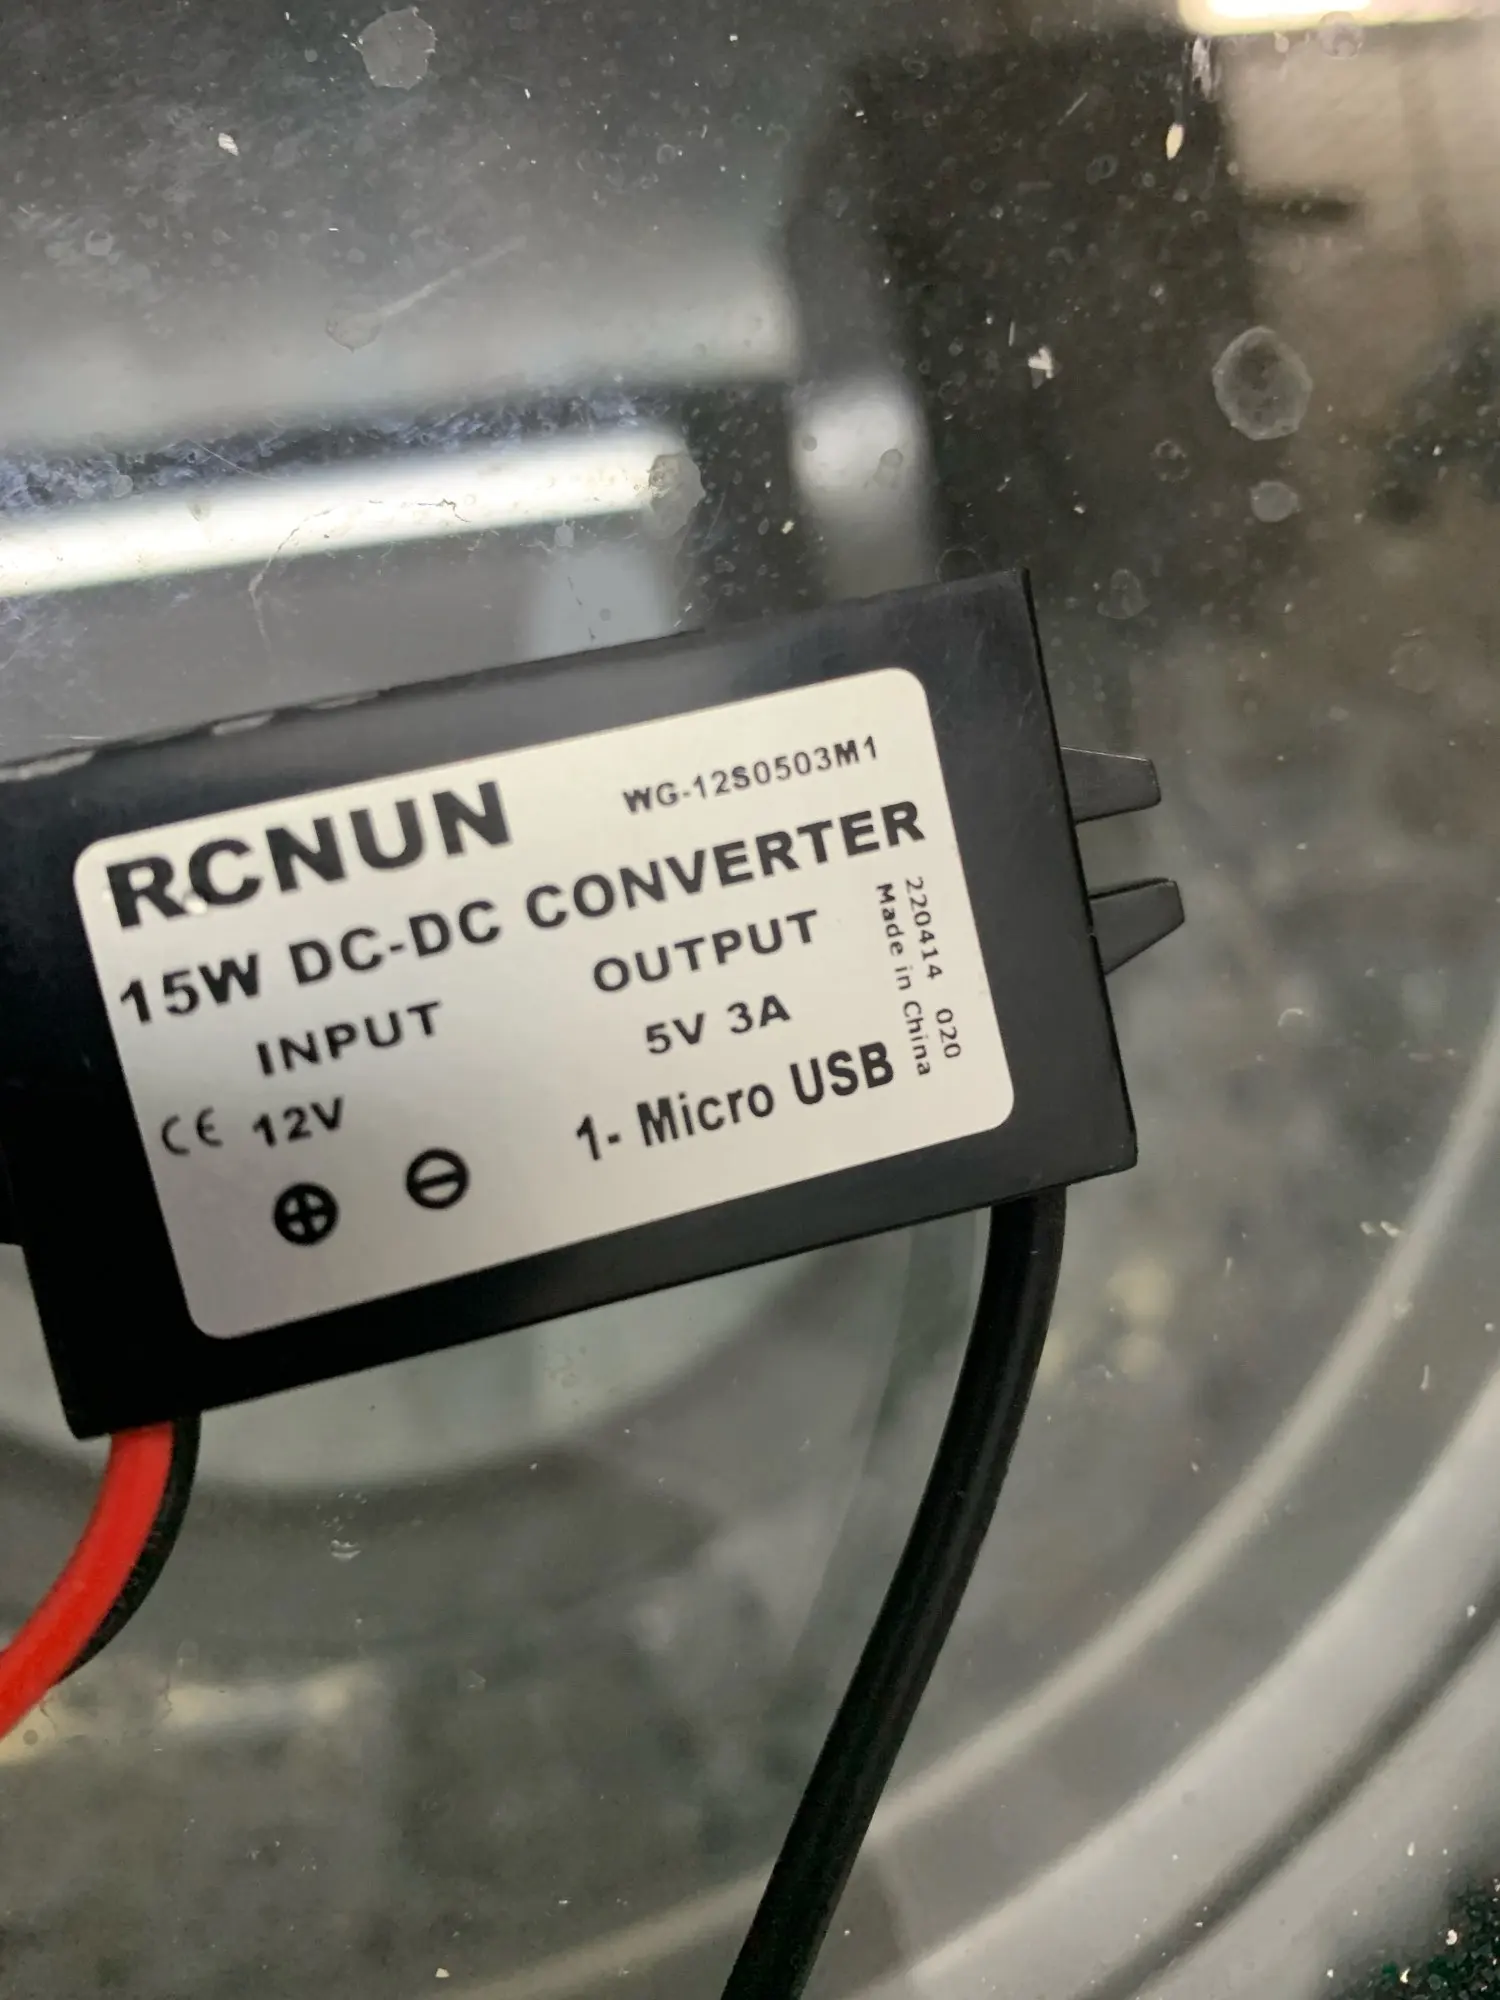 RCNUN
WG-12S0503M1
15W DC-DC CONVERTER
INPUT
OUTPUT
CE 12V
5V 3A
1- Micro USB
220414 020
Made in China